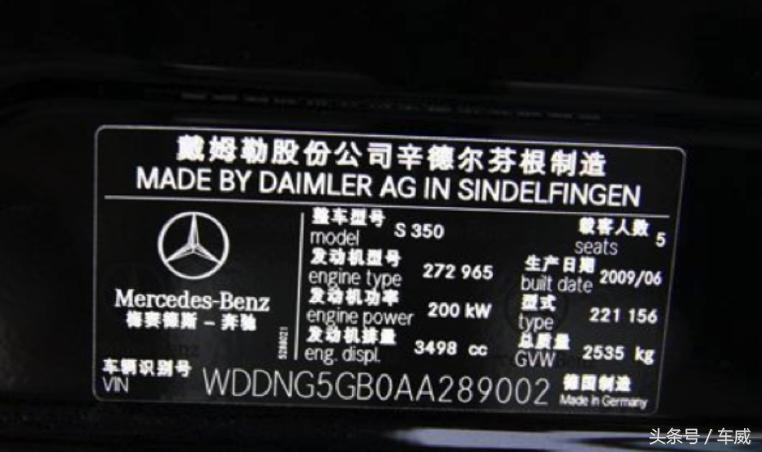 戴姆勒股份公司辛德尔芬根制造
MADE BY DAIMLER AG IN SINDELFINGEN
Mercedes-Benz
梅赛德斯－奔驰
整车型号
model S 350
载客人数
seats 5
发动机型号
engine type 272 965
生产日期
built date 2009/06
发动机功率
engine power 200 kW
型式
type 221 156
发动机排量
eng. displ. 3498 cc
总质量
GVW 2535 kg
车辆识别号
VIN WDDNG5GB0AA289002
德国制造
Made in Germany
头条号 / 车威